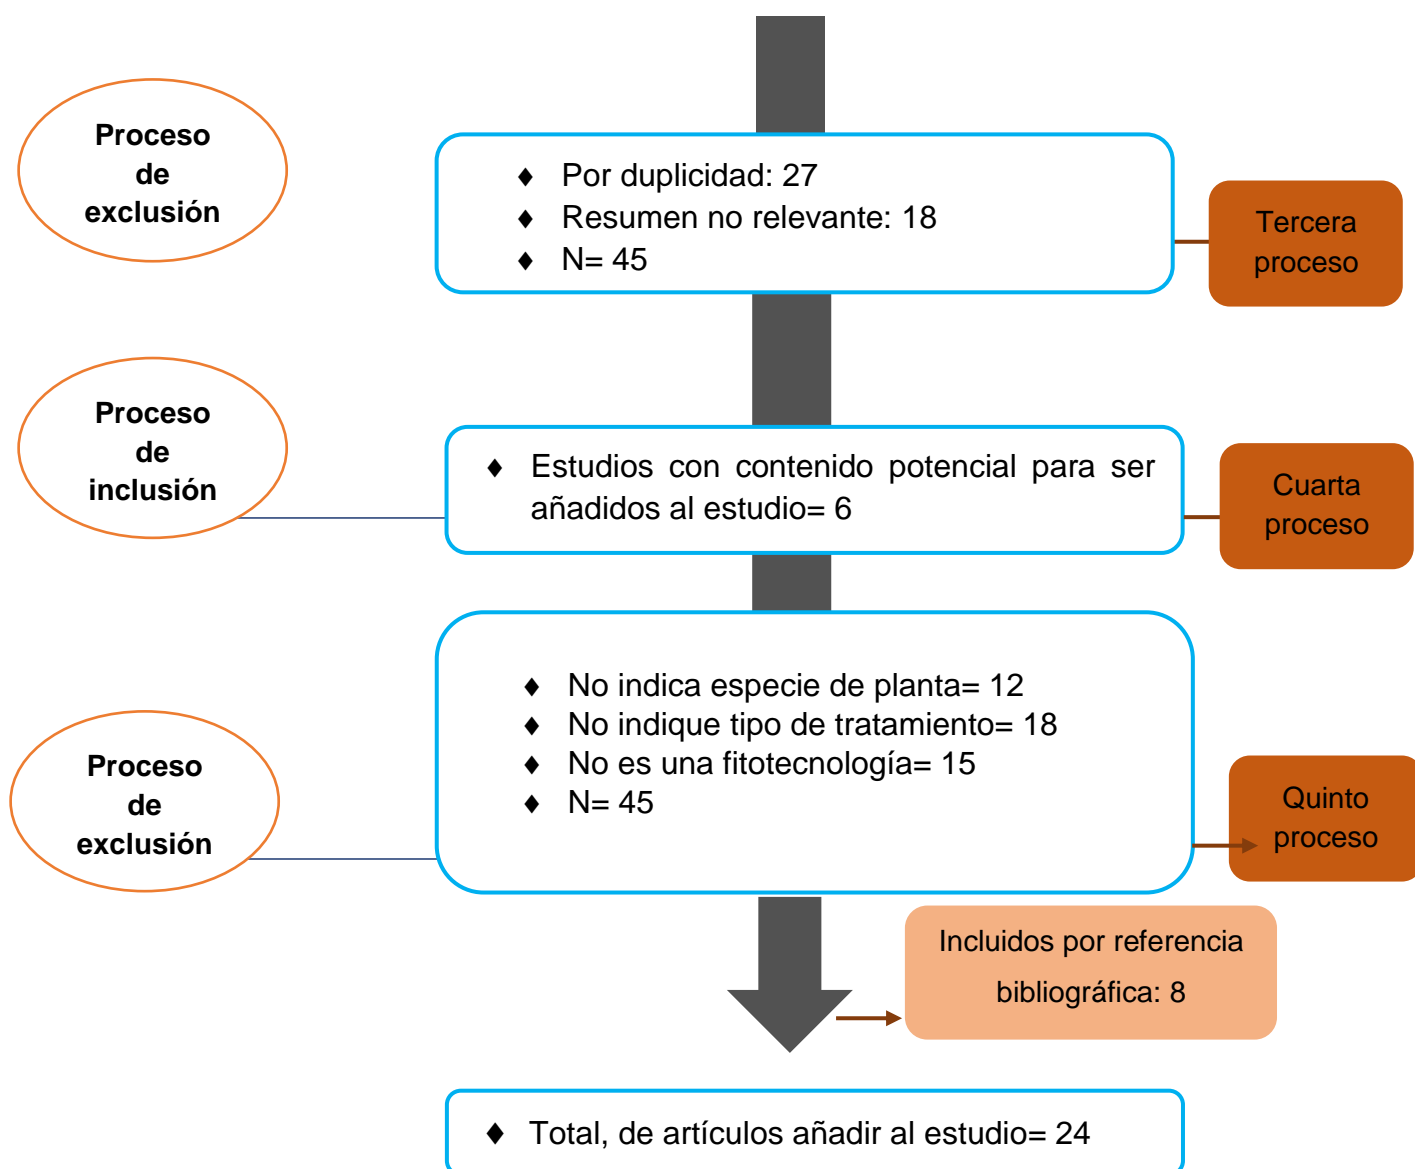 Proceso
de
exclusión
♦ Por duplicidad: 27
♦ Resumen no relevante: 18
♦ N= 45
Tercera
proceso
Proceso
de
inclusión
♦ Estudios con contenido potencial para ser
añadidos al estudio= 6
Cuarta
proceso
Proceso
de
exclusión
♦ No indica especie de planta= 12
♦ No indique tipo de tratamiento= 18
♦ No es una fitotecnología= 15
♦ N= 45
Quinto
proceso
Incluidos por referencia
bibliográfica: 8
♦ Total, de artículos añadir al estudio= 24